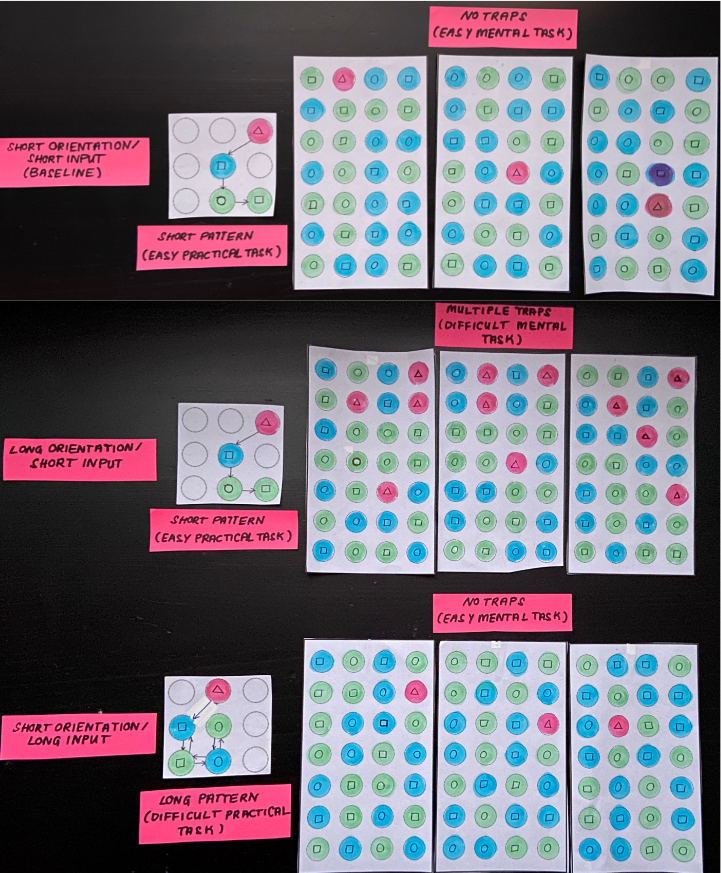 NO TRAPS
(EASY MENTAL TASK)
SHORT ORIENTATION/
SHORT INPUT
(BASELINE)
SHORT PATTERN
(EASY PRACTICAL TASK)
MULTIPLE TRAPS
(DIFFICULT MENTAL
TASK)
LONG ORIENTATION/
SHORT INPUT
SHORT PATTERN
(EASY PRACTICAL TASK)
NO TRAPS
(EASY MENTAL TASK)
SHORT ORIENTATION/
LONG INPUT
LONG PATTERN
(DIFFICULT PRACTICAL
TASK)